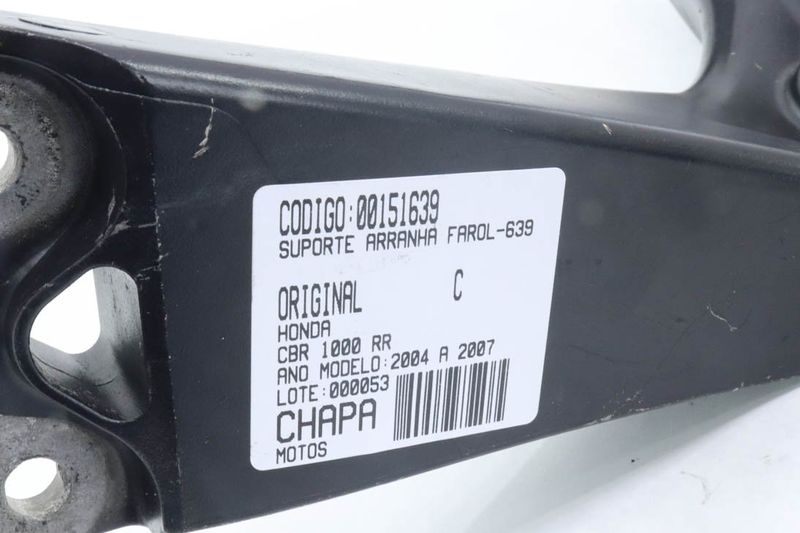 CODIGO:00151639
SUPORTE ARRANHA FAROL-639
ORIGINAL C
HONDA
CBR 1000 RR
ANO MODELO:2004 A 2007
LOTE:000053
CHAPA
MOTOS